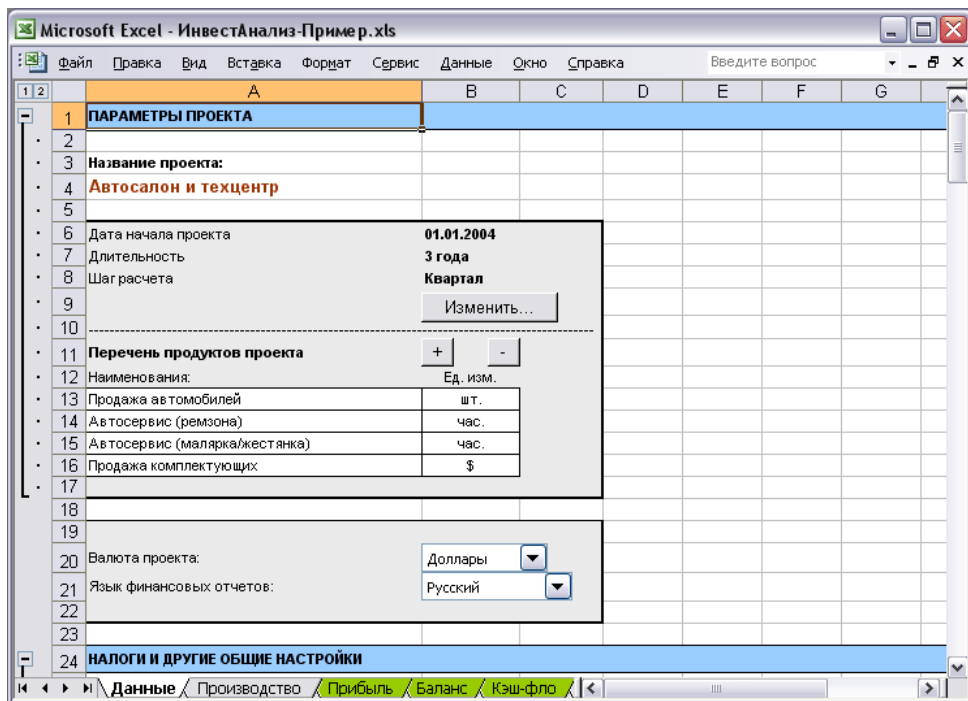 Microsoft Excel - ИнвестАнализ-Пример.xls
Файл Правка Вид Вставка Формат Сервис Данные Окно Справка Введите вопрос
1 2 A B C D E F G
1 ПАРАМЕТРЫ ПРОЕКТА
2
3 Название проекта:
4 Автосалон и техцентр
5
6 Дата начала проекта 01.01.2004
7 Длительность 3 года
8 Шаг расчета Квартал
9 Изменить...
10
11 Перечень продуктов проекта + -
12 Наименования: Ед. изм.
13 Продажа автомобилей шт.
14 Автосервис (ремзона) час.
15 Автосервис (малярка/жестянка) час.
16 Продажа комплектующих $
17
18
19
20 Валюта проекта: Доллары
21 Язык финансовых отчетов: Русский
22
23
24 НАЛОГИ И ДРУГИЕ ОБЩИЕ НАСТРОЙКИ
Данные Производство Прибыль Баланс Кэш-фло